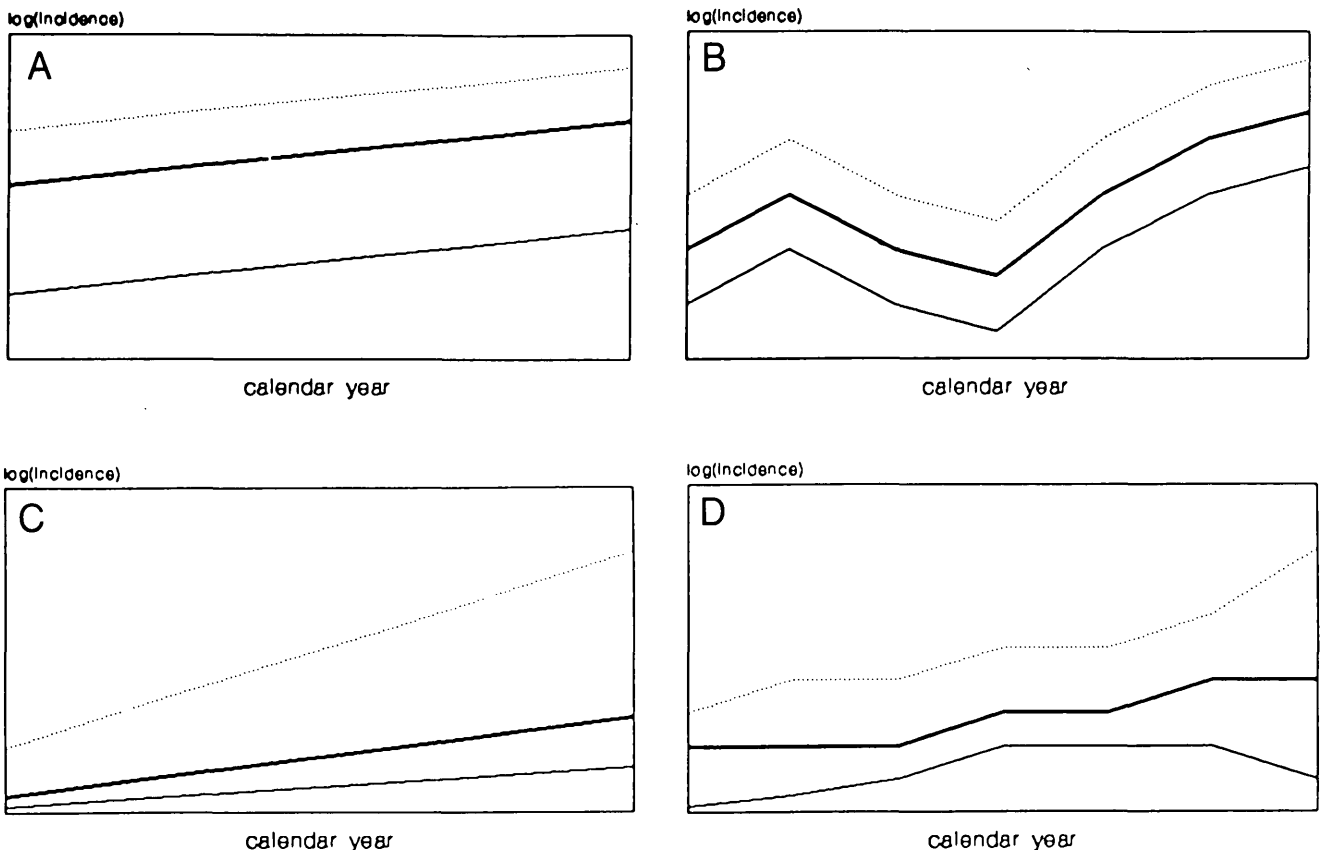 log(Incidence)
A
calendar year
log(Incidence)
B
calendar year
log(Incidence)
C
calendar year
log(Incidence)
D
calendar year